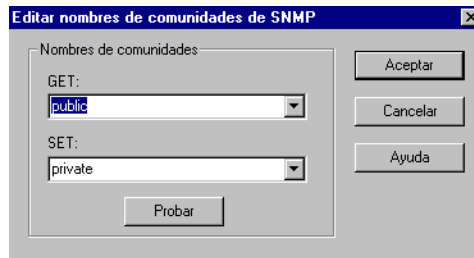 Editar nombres de comunidades de SNMP
Nombres de comunidades
GET:
public
SET:
private
Probar
Aceptar
Cancelar
Ayuda